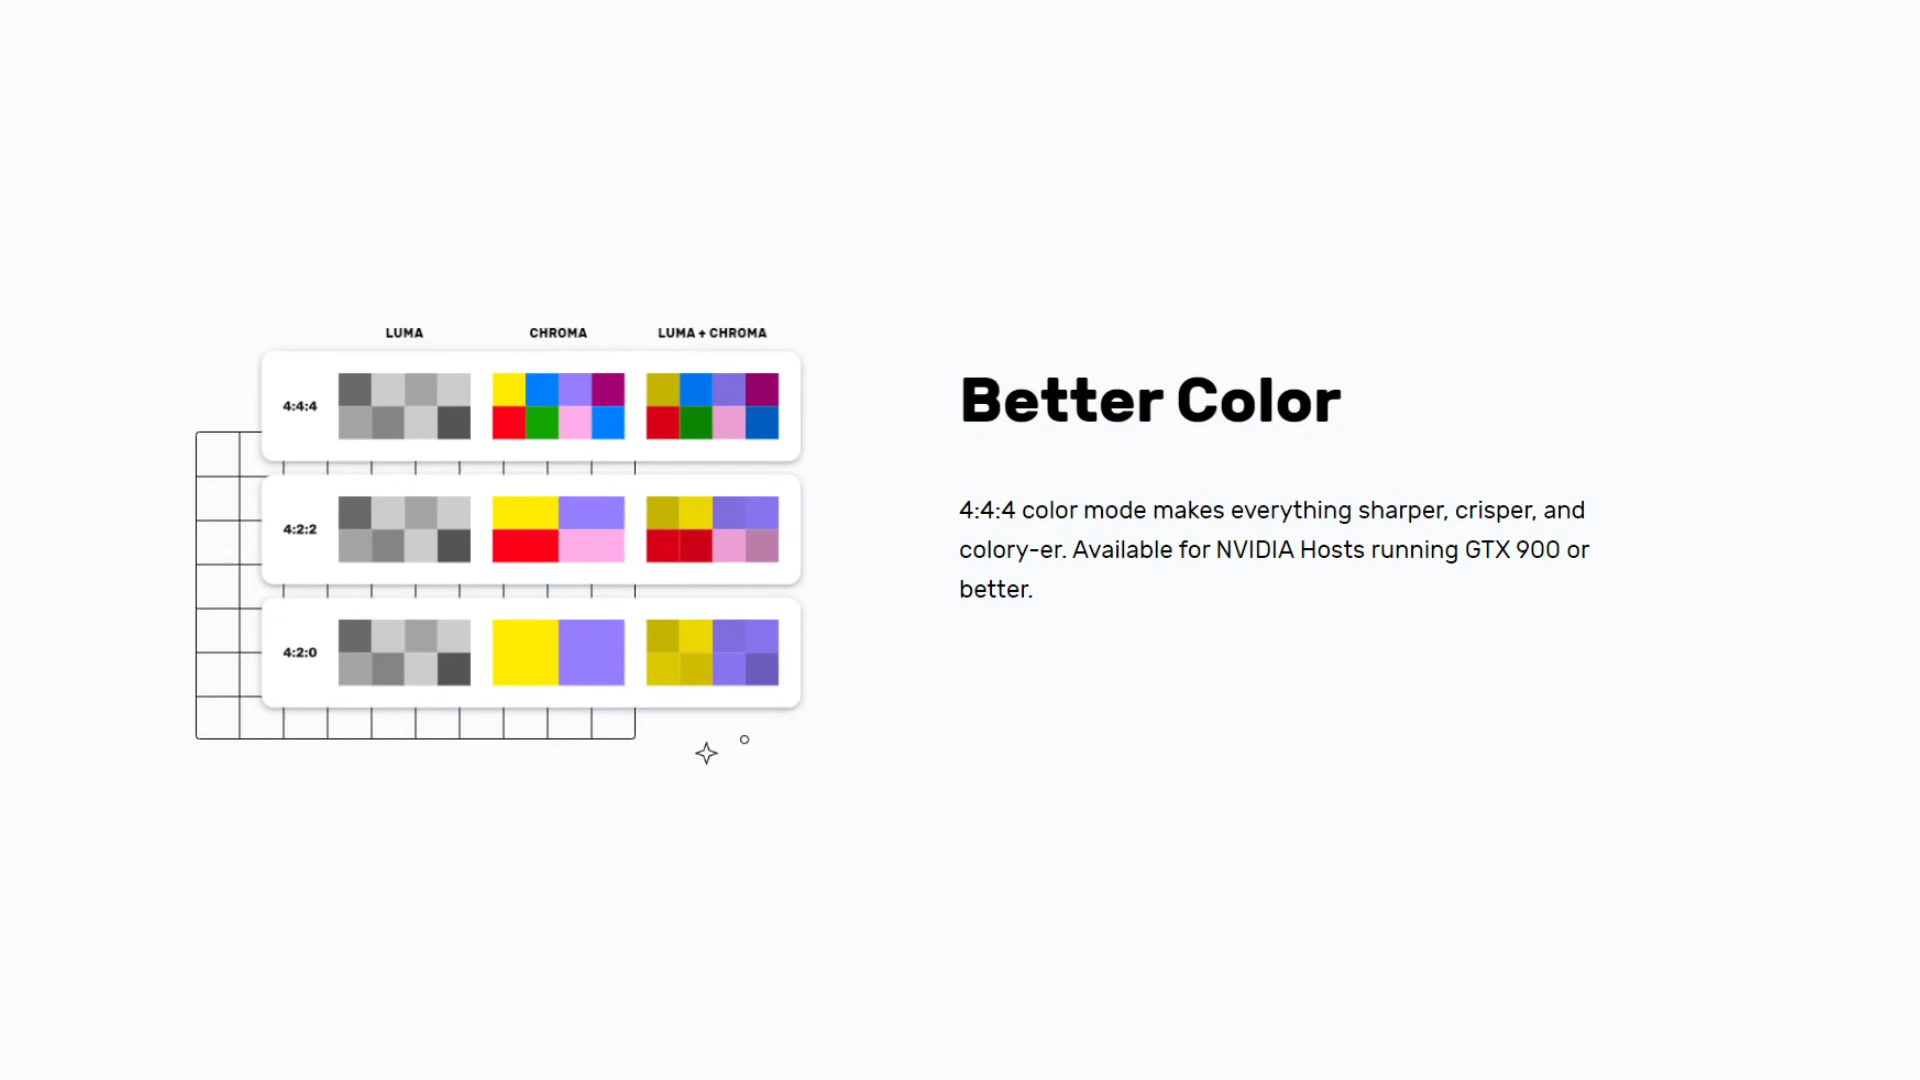 LUMA CHROMA LUMA + CHROMA
4:4:4
4:2:2
4:2:0
Better Color
4:4:4 color mode makes everything sharper, crisper, and
colory-er. Available for NVIDIA Hosts running GTX 900 or
better.